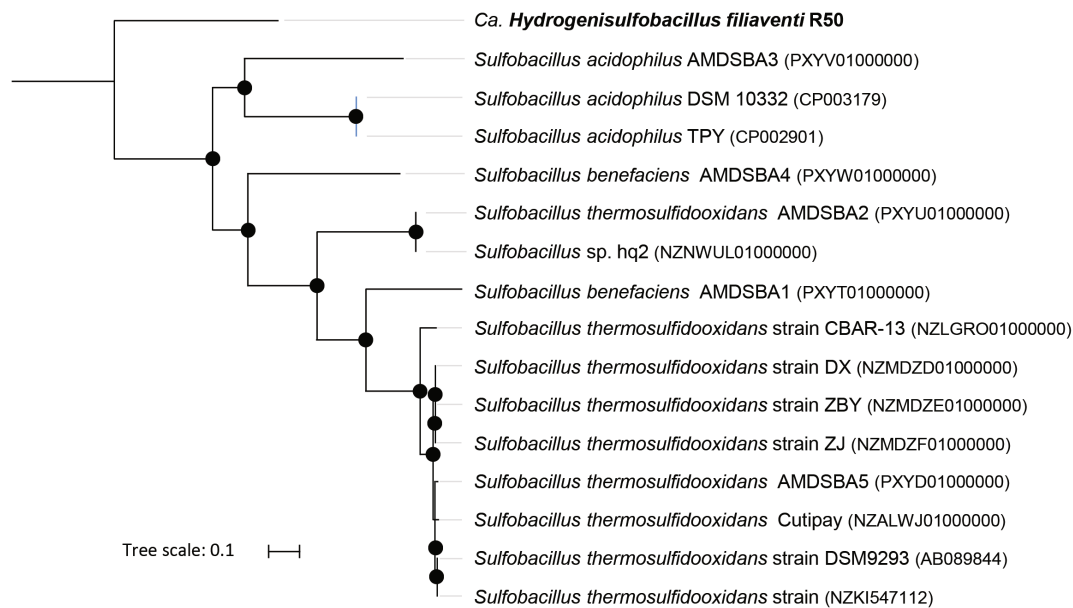 Ca. Hydrogenisulfobacillus filiaventi R50
Sulfobacillus acidophilus AMDSBA3 (PXYV01000000)
Sulfobacillus acidophilus DSM 10332 (CP003179)
Sulfobacillus acidophilus TPY (CP002901)
Sulfobacillus benefaciens AMDSBA4 (PXYW01000000)
Sulfobacillus thermosulfidooxidans AMDSBA2 (PXYU01000000)
Sulfobacillus sp. hq2 (NZNWUL01000000)
Sulfobacillus benefaciens AMDSBA1 (PXYT01000000)
Sulfobacillus thermosulfidooxidans strain CBAR-13 (NZLGRO01000000)
Sulfobacillus thermosulfidooxidans strain DX (NZMDZD01000000)
Sulfobacillus thermosulfidooxidans strain ZBY (NZMDZE01000000)
Sulfobacillus thermosulfidooxidans strain ZJ (NZMDZF01000000)
Sulfobacillus thermosulfidooxidans AMDSBA5 (PXYD01000000)
Sulfobacillus thermosulfidooxidans Cutipay (NZALWJ01000000)
Sulfobacillus thermosulfidooxidans strain DSM9293 (AB089844)
Sulfobacillus thermosulfidooxidans strain (NZKI547112)
Tree scale: 0.1